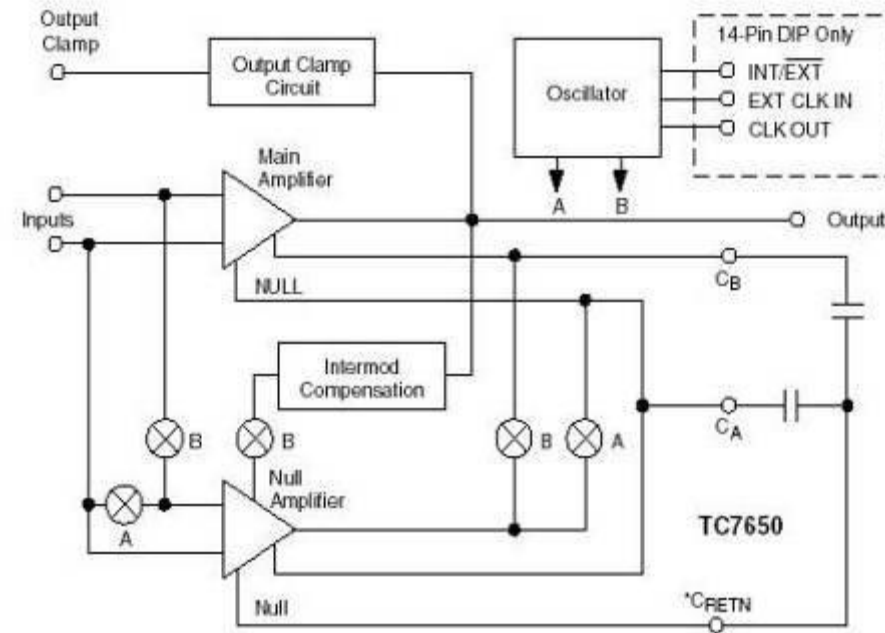 Output
Clamp
Output Clamp
Circuit
Oscillator
14-Pin DIP Only
INT/EXT
EXT CLK IN
CLK OUT
A
B
Main
Amplifier
Inputs
Output
NULL
CB
Intermod
Compensation
B
B
B
A
CA
Null
Amplifier
A
TC7650
Null
*CRETN